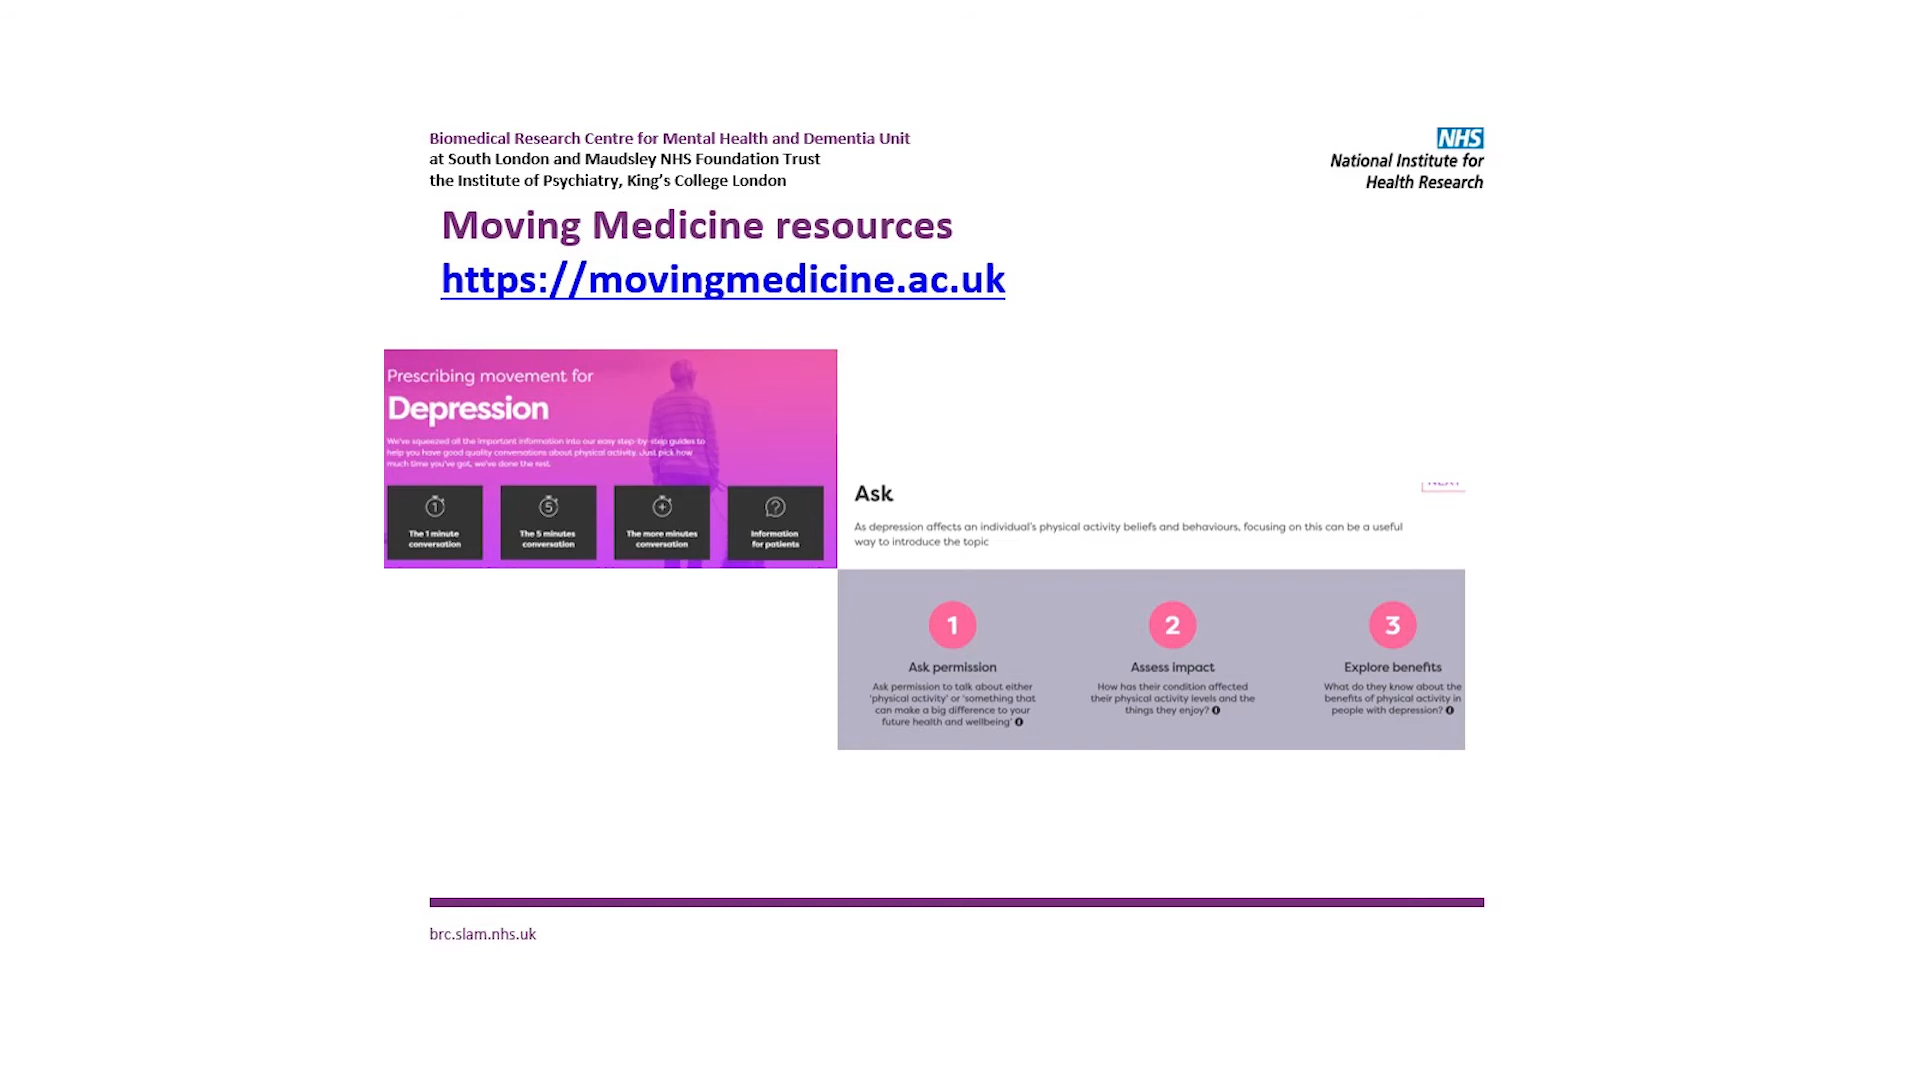 Biomedical Research Centre for Mental Health and Dementia Unit
at South London and Maudsley NHS Foundation Trust
the Institute of Psychiatry, King's College London
NHS
National Institute for
Health Research
Moving Medicine resources
https://movingmedicine.ac.uk
Prescribing movement for
Depression
We've squeezed all the important information into our easy step-by-step guides to
help you have good quality conversations about physical activity. Just pick how
much time you've got, we've done the rest.
1
The 1 minute
conversation
5
The 5 minutes
conversation
+
The more minutes
conversation
?
Information
for patients
Ask
As depression affects an individual's physical activity beliefs and behaviours, focusing on this can be a useful
way to introduce the topic
1
Ask permission
Ask permission to talk about either
'physical activity' or 'something that
can make a big difference to your
future health and wellbeing'
2
Assess impact
How has their condition affected
their physical activity levels and the
things they enjoy?
3
Explore benefits
What do they know about the
benefits of physical activity in
people with depression?
brc.slam.nhs.uk